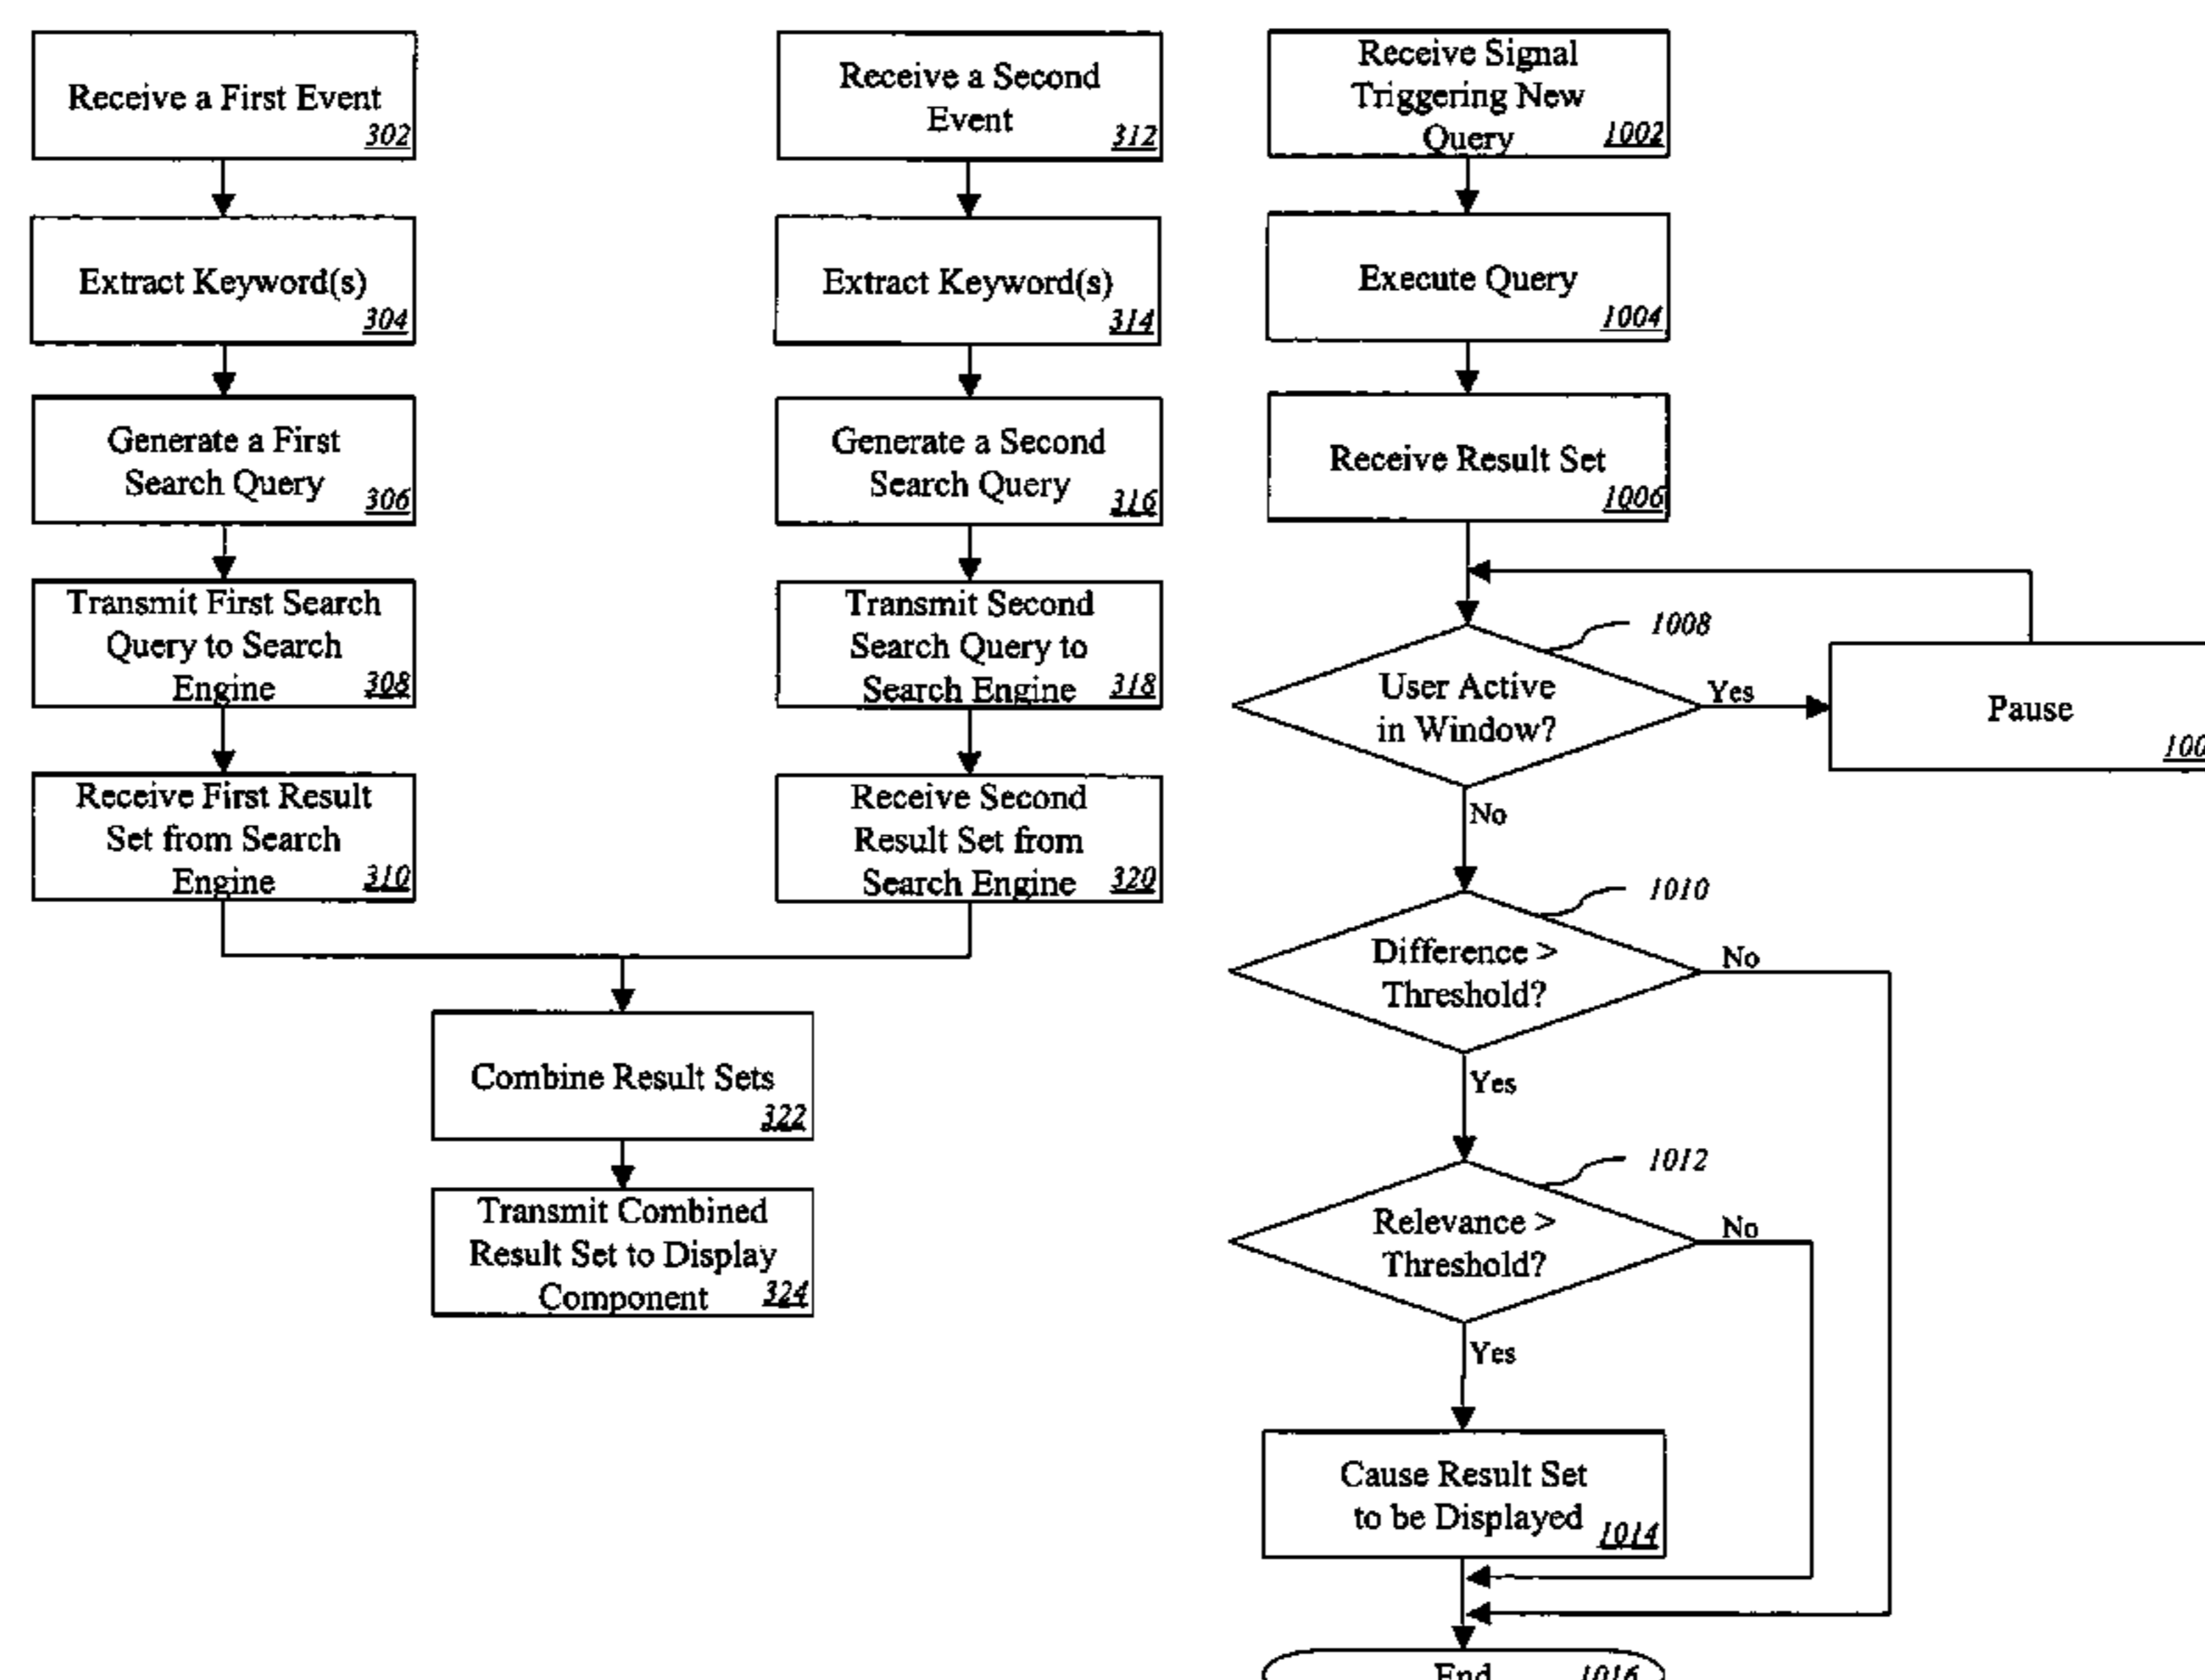 Receive a First Event
302
Extract Keyword(s)
304
Generate a First
Search Query
306
Transmit First Search
Query to Search
Engine
308
Receive First Result
Set from Search
Engine
310
Receive a Second
Event
312
Extract Keyword(s)
314
Generate a Second
Search Query
316
Transmit Second
Search Query to
Search Engine
318
Receive Second
Result Set from
Search Engine
320
Combine Result Sets
322
Transmit Combined
Result Set to Display
Component
324
Receive Signal
Triggering New
Query
1002
Execute Query
1004
Receive Result Set
1006
1008
User Active
in Window?
Yes
Pause
No
1010
Difference >
Threshold?
No
Yes
1012
Relevance >
Threshold?
No
Yes
Cause Result Set
to be Displayed
1014
End
1016